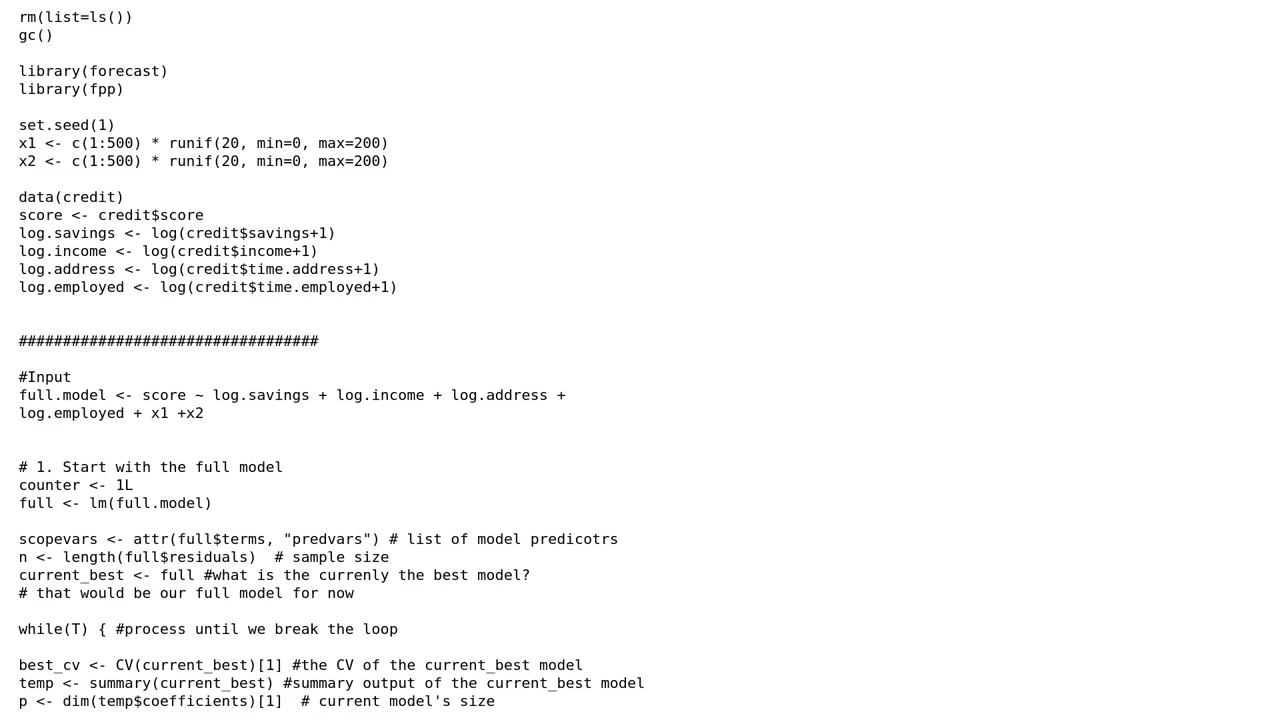 rm(list=ls())
gc()
library(forecast)
library(fpp)
set.seed(1)
x1 <- c(1:500) * runif(20, min=0, max=200)
x2 <- c(1:500) * runif(20, min=0, max=200)
data(credit)
score <- credit$score
log.savings <- log(credit$savings+1)
log.income <- log(credit$income+1)
log.address <- log(credit$time.address+1)
log.employed <- log(credit$time.employed+1)
##################################
#Input
full.model <- score ~ log.savings + log.income + log.address +
log.employed + x1 +x2
# 1. Start with the full model
counter <- 1L
full <- lm(full.model)
scopevars <- attr(full$terms, "predvars") # list of model predicotrs
n <- length(full$residuals)  # sample size
current_best <- full #what is the currenly the best model?
# that would be our full model for now
while(T) { #process until we break the loop
best_cv <- CV(current_best)[1] #the CV of the current_best model
temp <- summary(current_best) #summary output of the current_best model
p <- dim(temp$coefficients)[1]  # current model's size